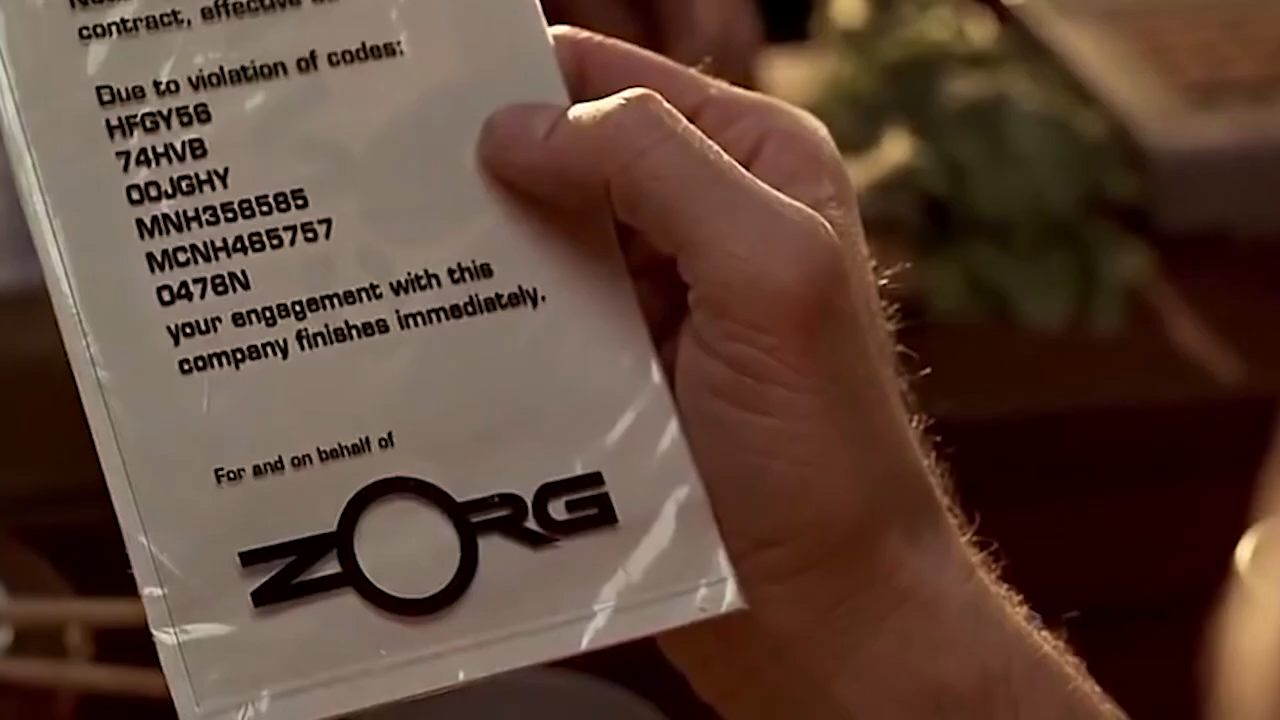 contract, effective
Due to violation of codes:
HFGY56
74HVB
00JGHY
MNH356585
MCNH465757
0476N
your engagement with this
company finishes immediately.
For and on behalf of
ZORG